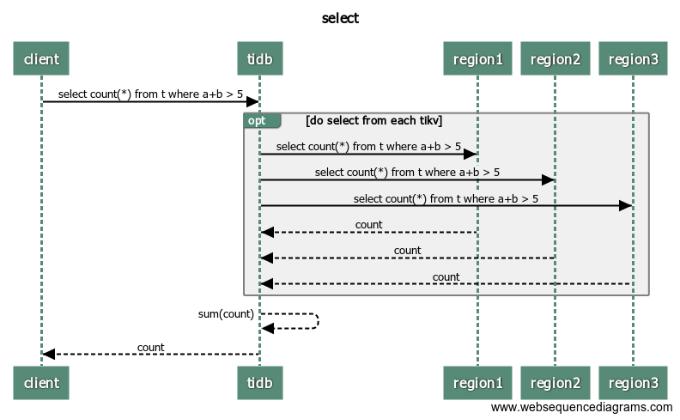 select
client
tidb
region1
region2
region3
select count(*) from t where a+b > 5
opt
[do select from each tikv]
select count(*) from t where a+b > 5
select count(*) from t where a+b > 5
select count(*) from t where a+b > 5
count
count
count
sum(count)
count
client
tidb
region1
region2
region3
www.websequencediagrams.com